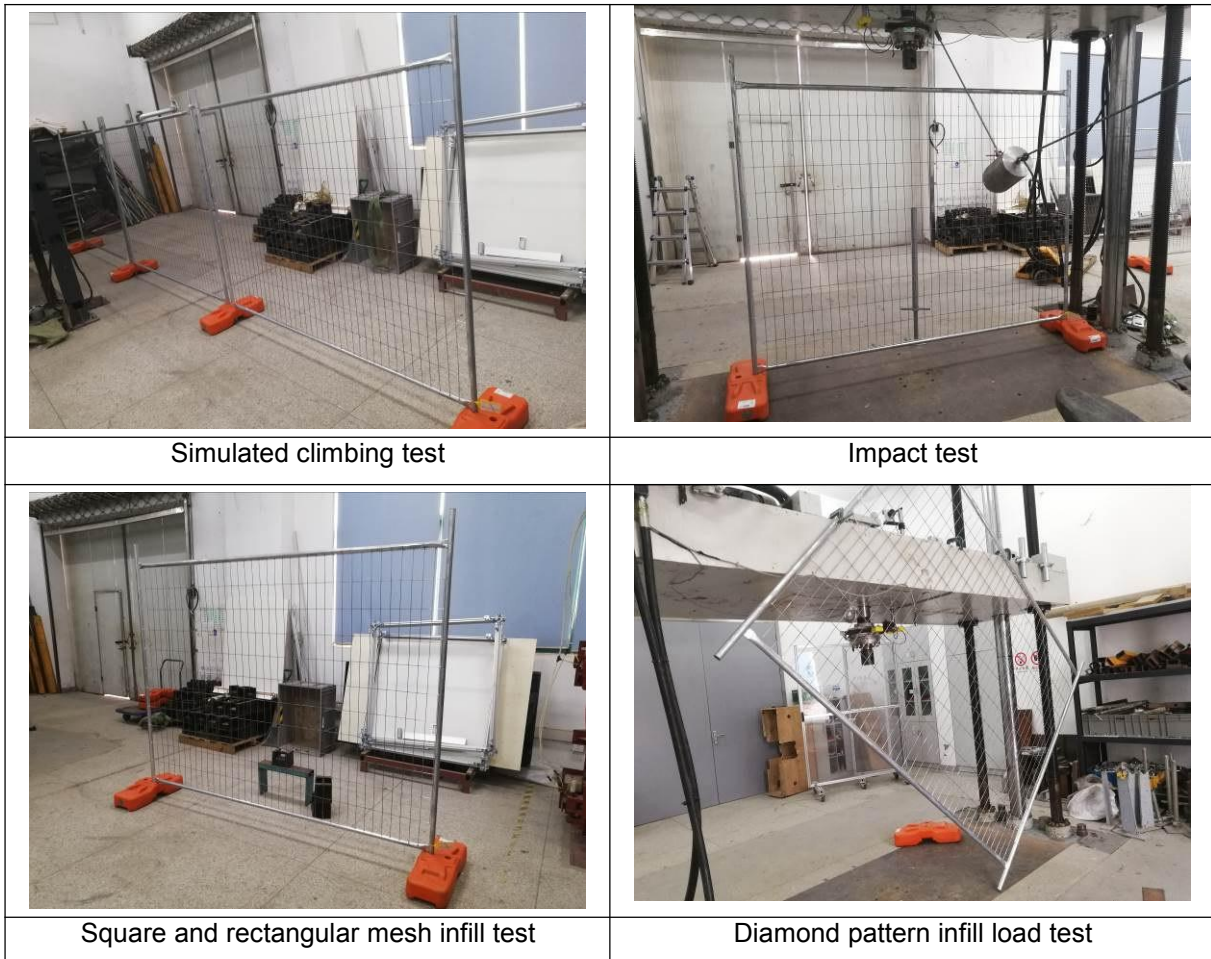 Simulated climbing test
Impact test
Square and rectangular mesh infill test
Diamond pattern infill load test